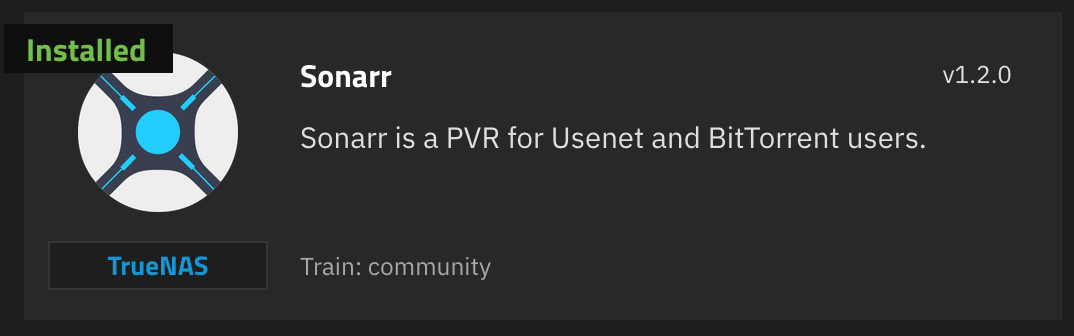 Installed
Sonarr
v1.2.0
Sonarr is a PVR for Usenet and BitTorrent users.
TrueNAS
Train: community